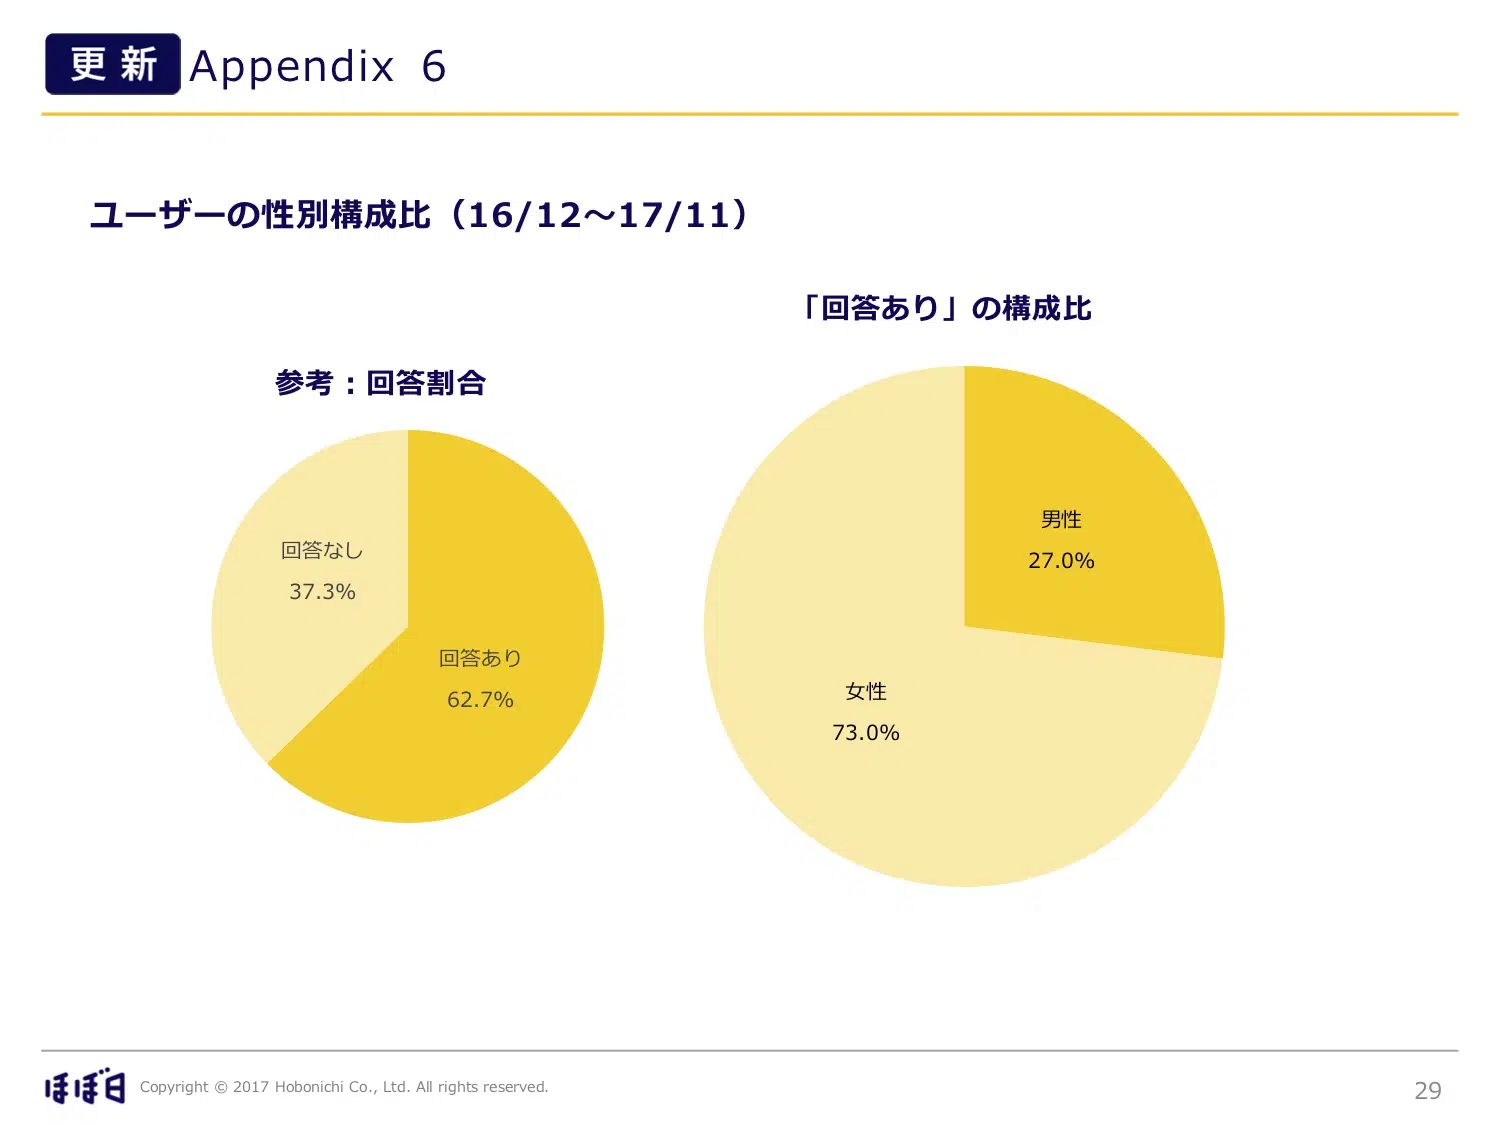 更新 Appendix 6
ユーザーの性別構成比（16/12～17/11）
「回答あり」の構成比
参考：回答割合
回答なし
37.3%
回答あり
62.7%
男性
27.0%
女性
73.0%
ほぼ日 Copyright © 2017 Hobonichi Co., Ltd. All rights reserved.
29